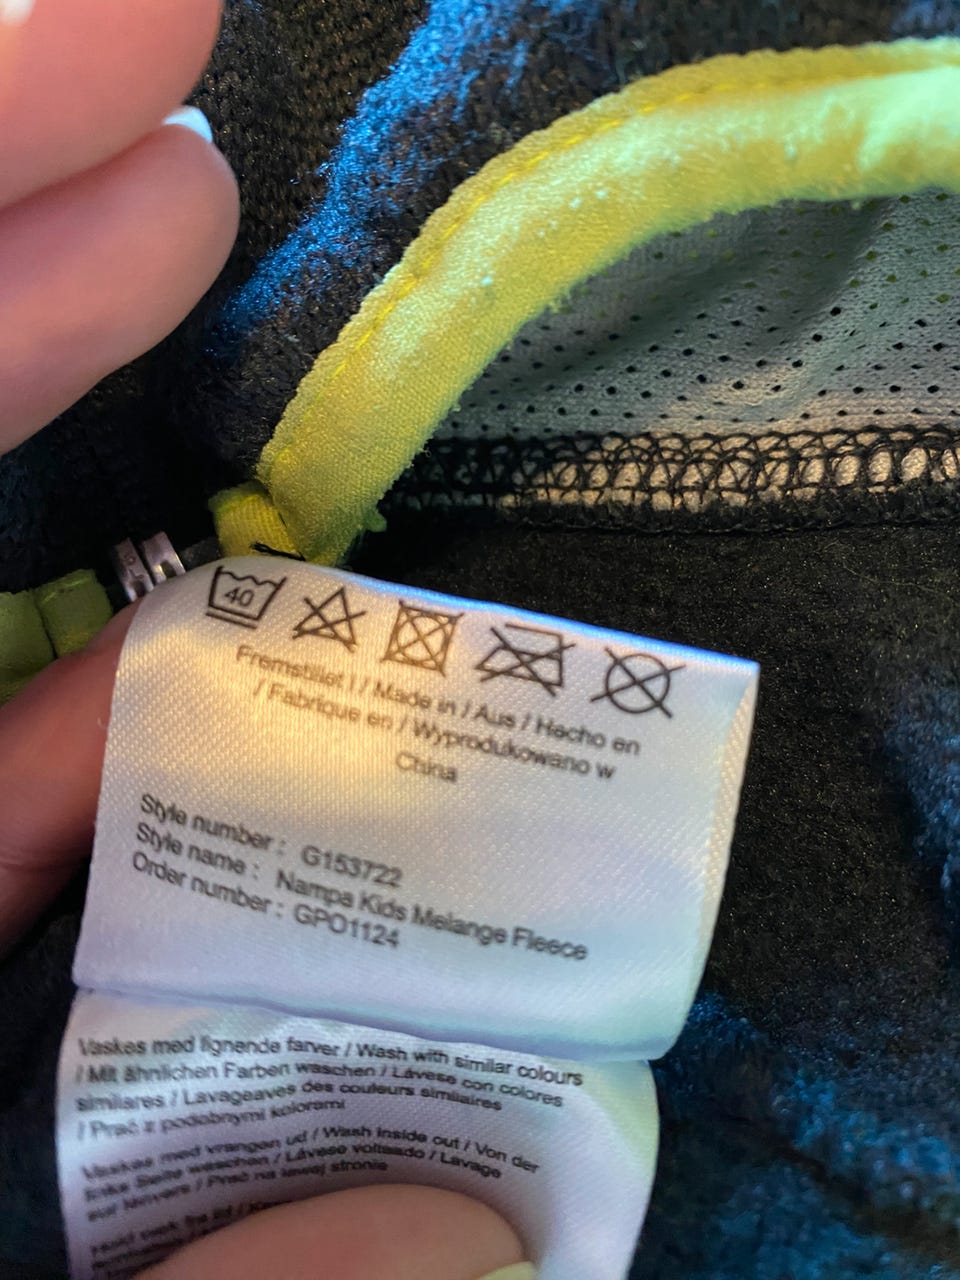 40
Fremstillet I / Made in / Aus / Hecho en
/ Fabrique en / Wyprodukowano w
China
Style number : G153722
Style name : Nampa Kids Melange Fleece
Order number : GPO1124
Vaskes med lignende farver / Wash with similar colours
/ Mit ähnlichen Farben waschen / Lávese con colores
similares / Lavageaves des couleurs similaires
/ Prać z podobnymi kolorami
Vaskes med vrangen ud / Wash inside out / Von der
linke Seite waschen / Lávese volteado / Lavage
sur l'envers / Prać na lewej stronie